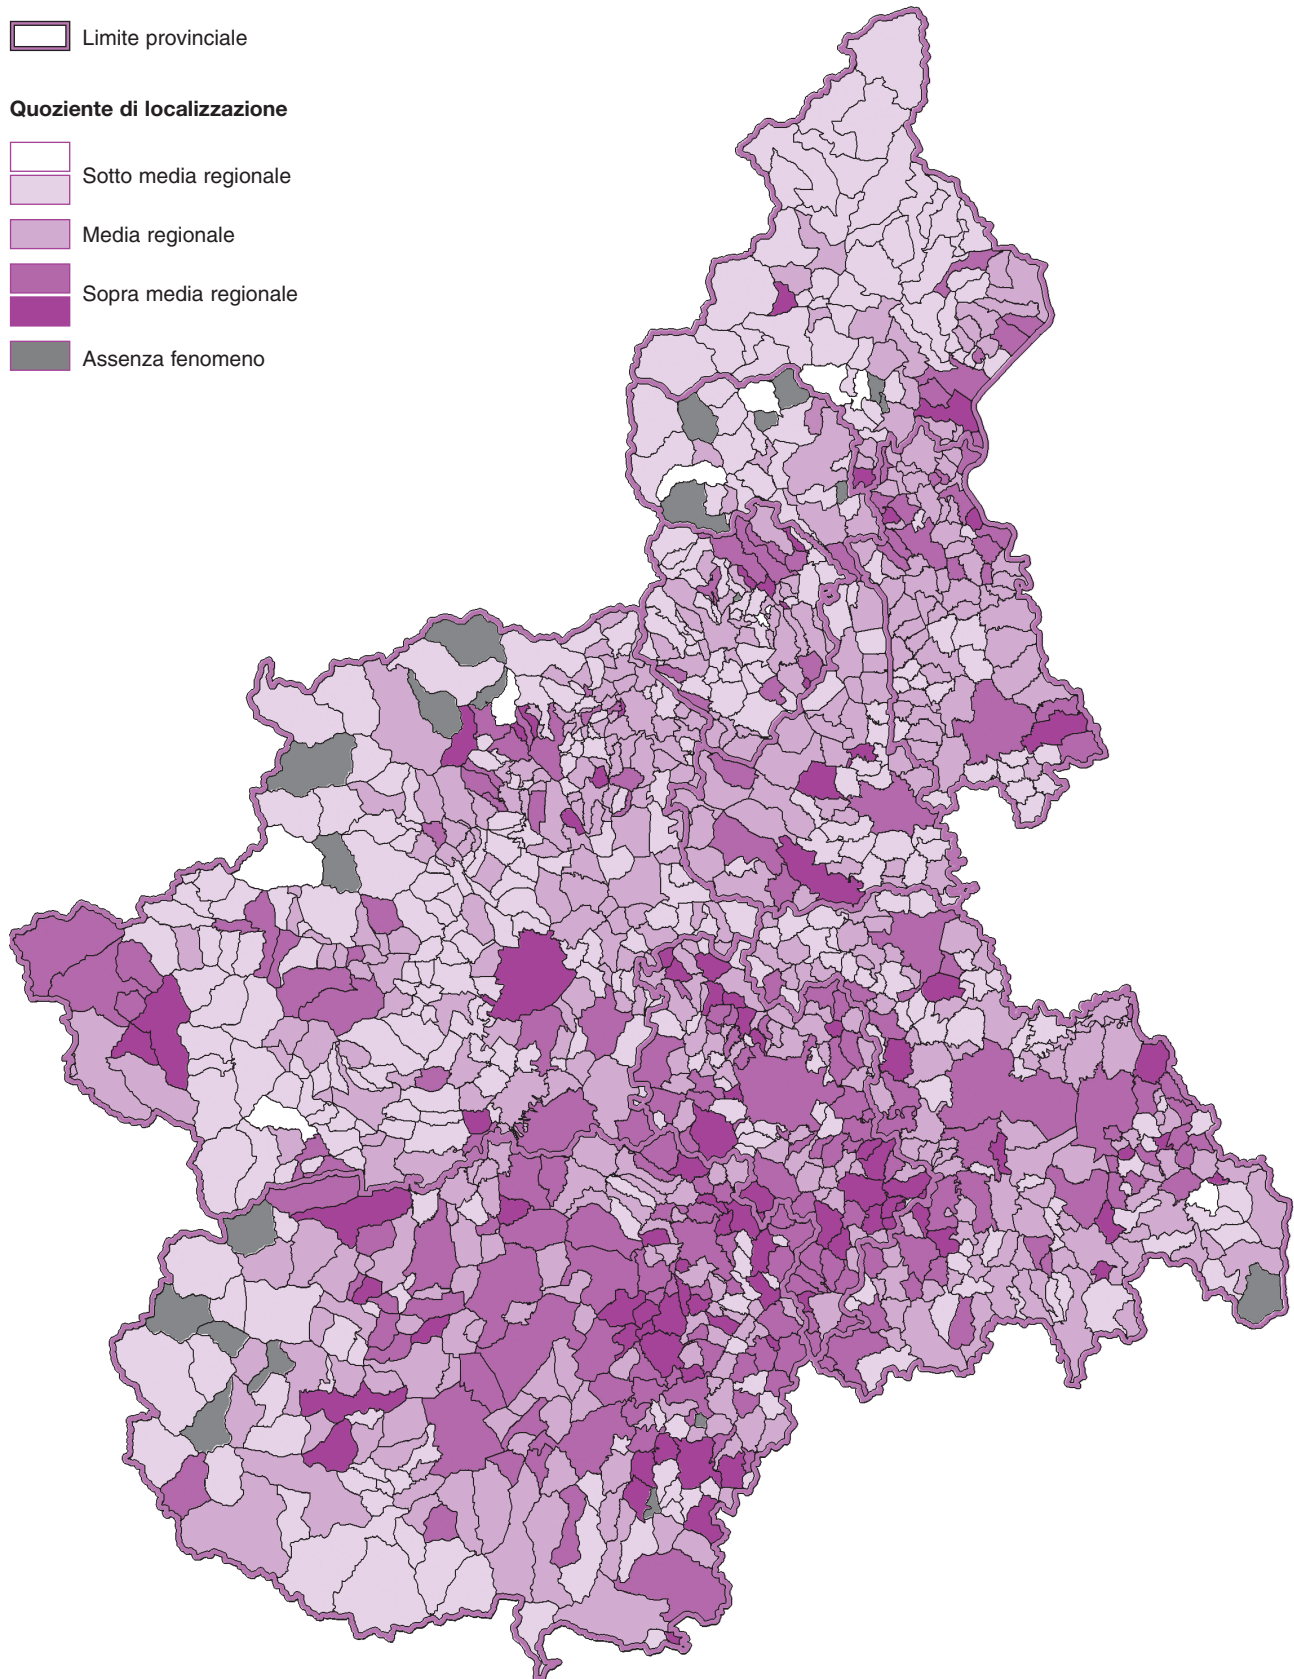 Limite provinciale
Quoziente di localizzazione
Sotto media regionale
Media regionale
Sopra media regionale
Assenza fenomeno